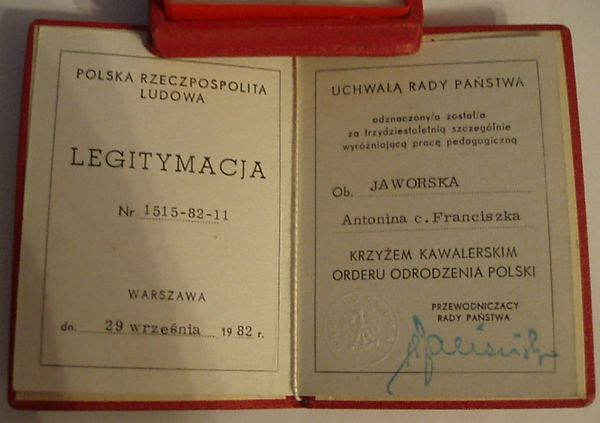 POLSKA RZECZPOSPOLITA
LUDOWA
LEGITYMACJA
Nr 1515-82-11
WARSZAWA
dn. 29 września 1982 r.
UCHWAŁĄ RADY PAŃSTWA
odznaczony/a został/a
za trzydziestoletnią szczególnie
wyróżniającą pracę pedagogiczną
Ob. JAWORSKA
Antonina c. Franciszka
KRZYŻEM KAWALERSKIM
ORDERU ODRODZENIA POLSKI
PRZEWODNICZĄCY
RADY PAŃSTWA